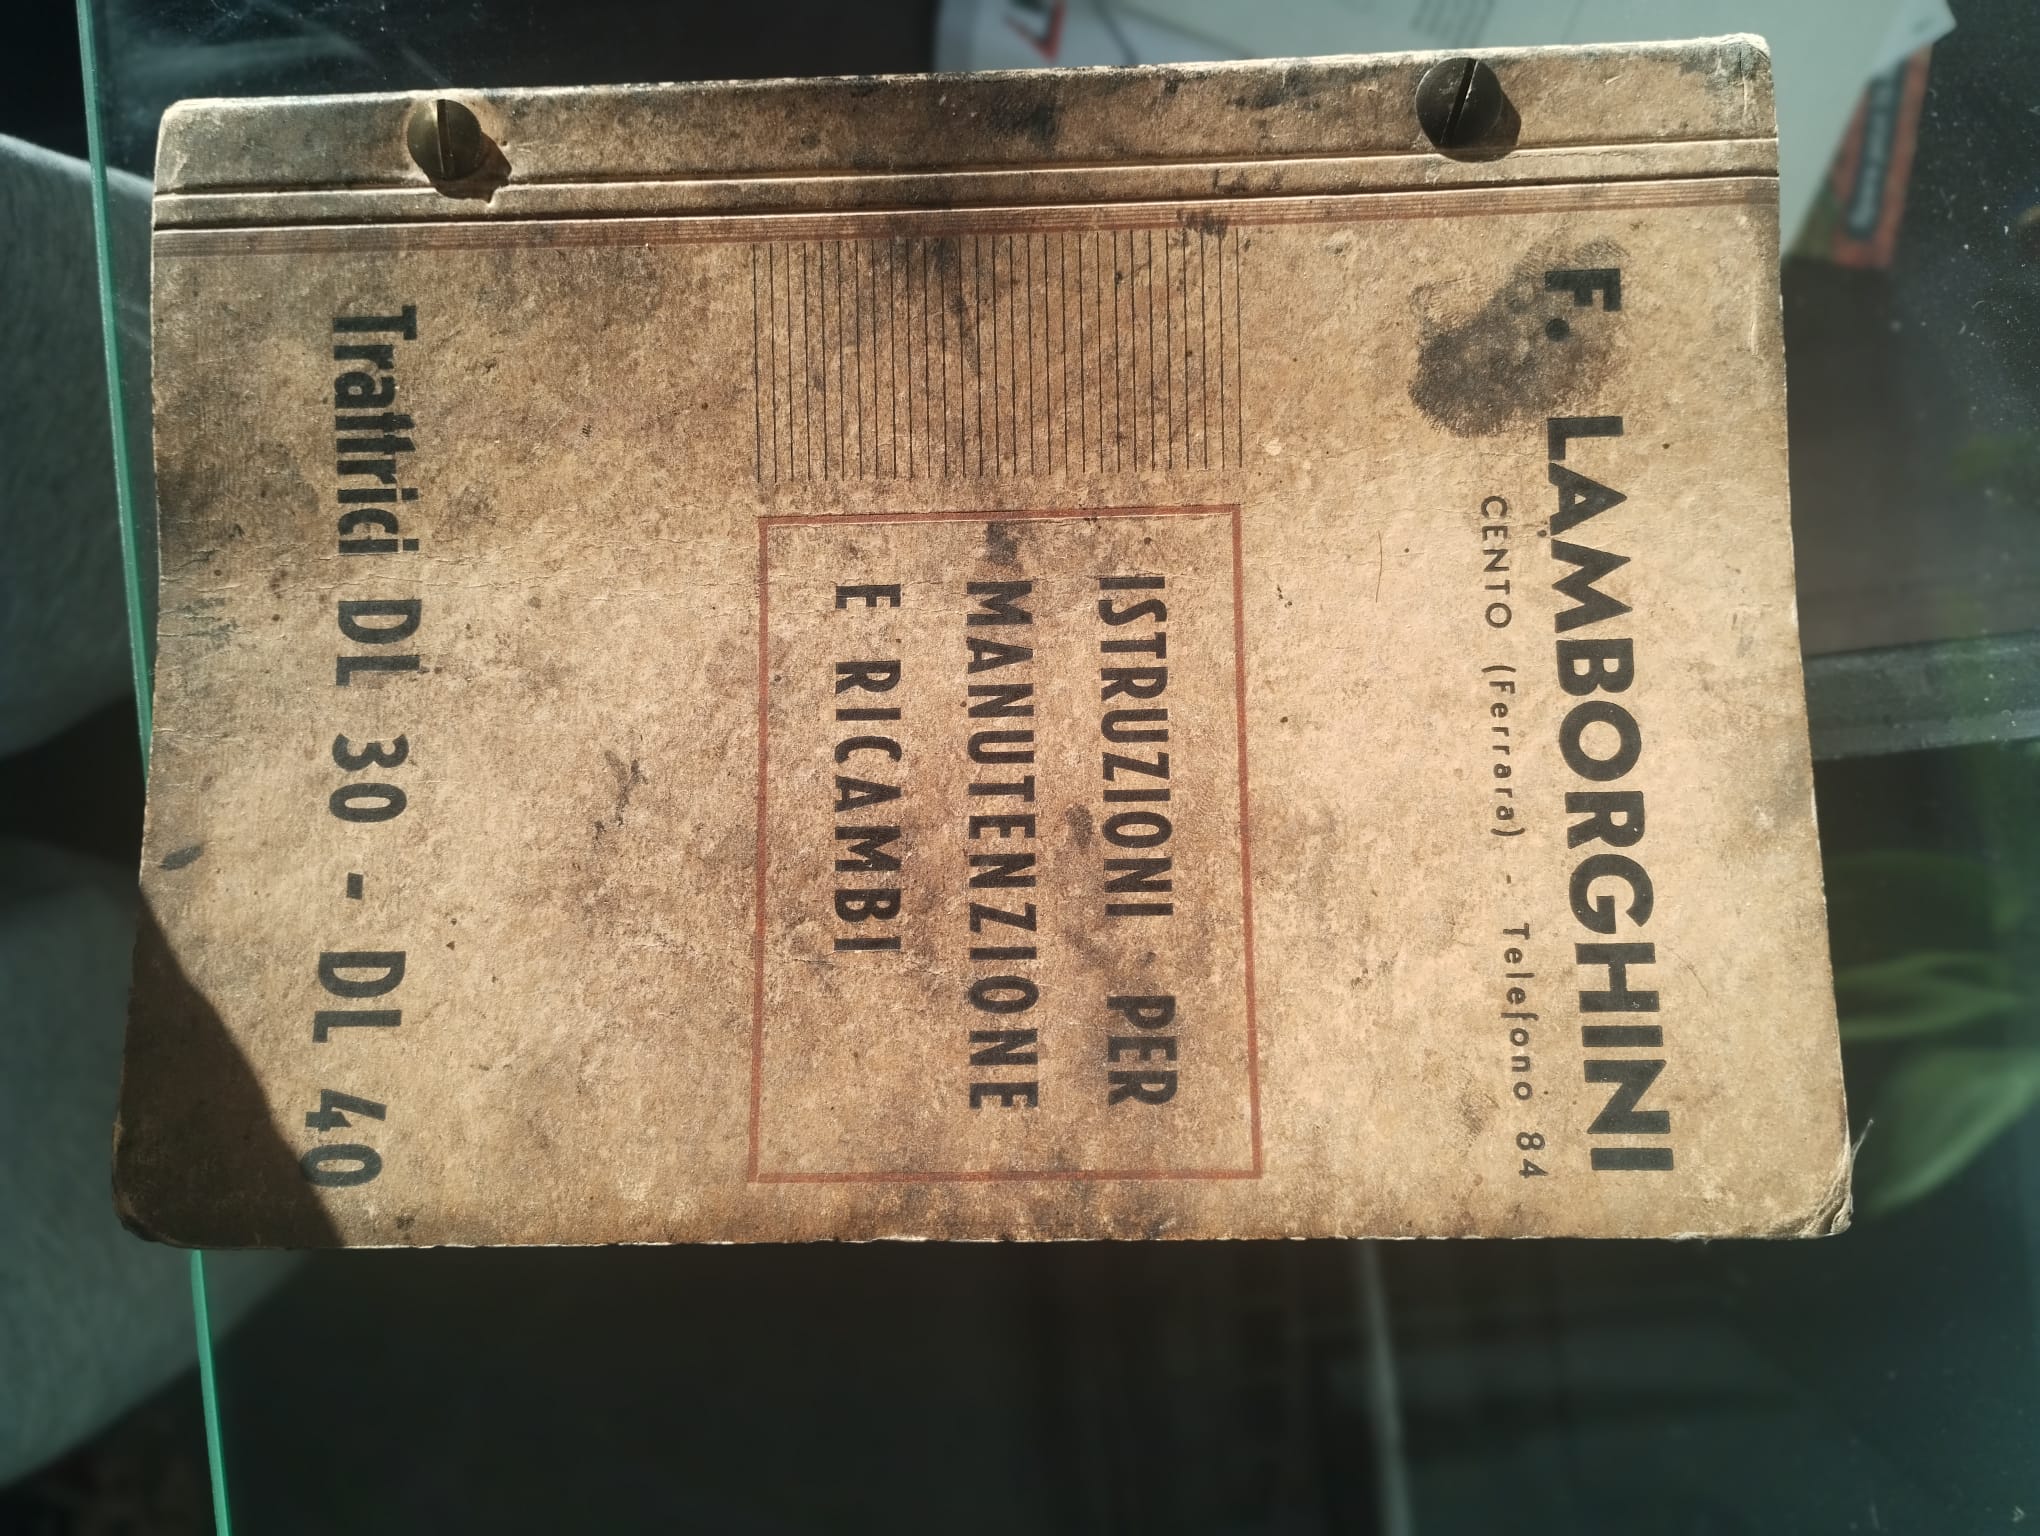 F. LAMBORGHINI
CENTO (Ferrara) - Telefono 84
ISTRUZIONI PER
MANUTENZIONE
E RICAMBI
Trattrici DL 30 - DL 40